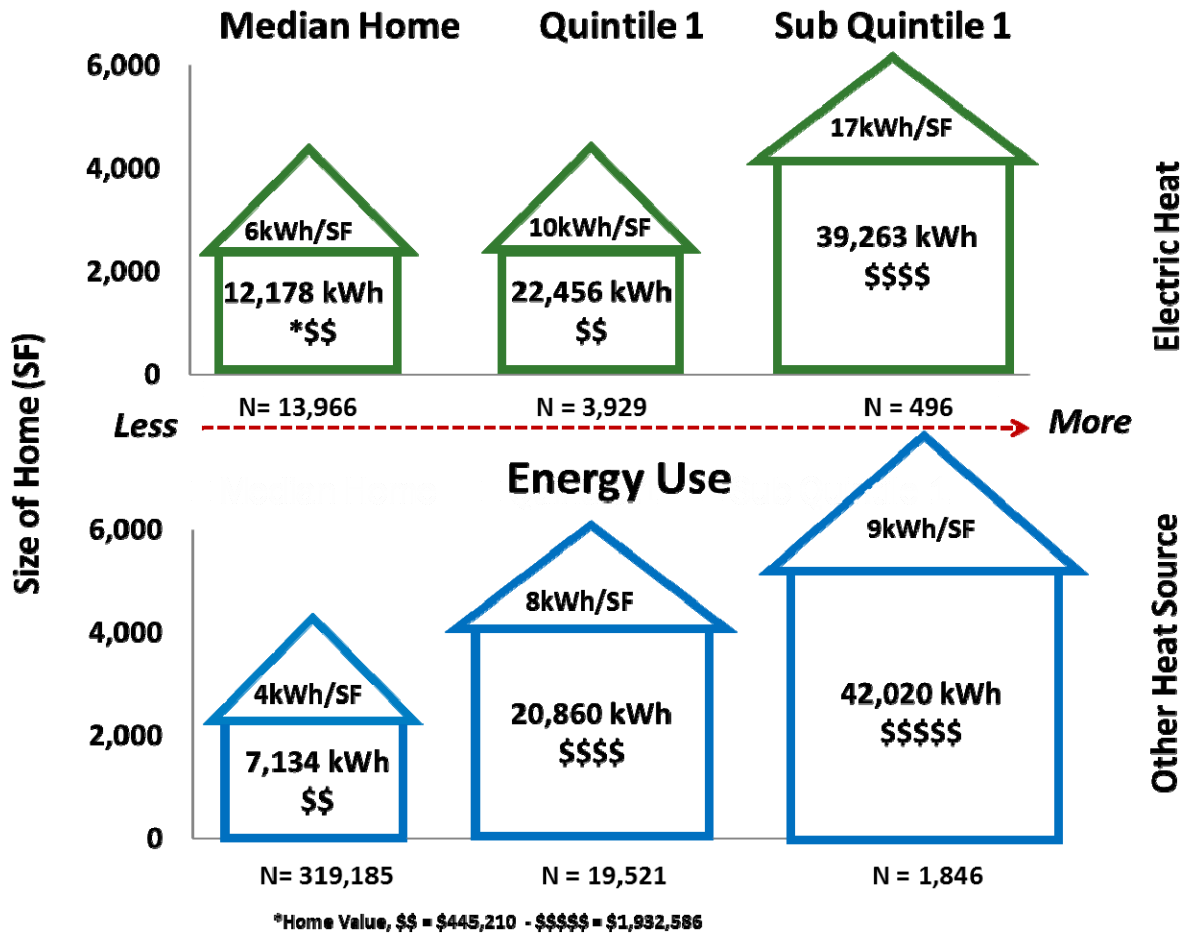 Median Home Quintile 1 Sub Quintile 1
6,000
4,000
2,000
0
17kWh/SF
6kWh/SF
10kWh/SF
39,263 kWh
$$$$
12,178 kWh
*$$
22,456 kWh
$$
Electric Heat
Size of Home (SF)
N= 13,966 N = 3,929 N = 496
Less More
Energy Use
6,000
4,000
2,000
0
9kWh/SF
8kWh/SF
4kWh/SF
42,020 kWh
$$$$$
20,860 kWh
$$$$
7,134 kWh
$$
Other Heat Source
N= 319,185 N = 19,521 N = 1,846
*Home Value, $$ = $445,210 - $$$$$ = $1,932,586